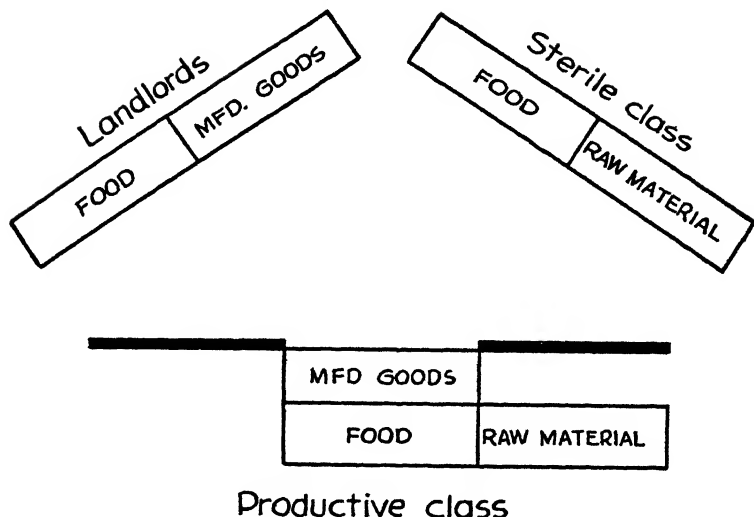 Landlords
FOOD
MFD. GOODS
Sterile class
FOOD
RAW MATERIAL
MFD GOODS
FOOD
RAW MATERIAL
Productive class